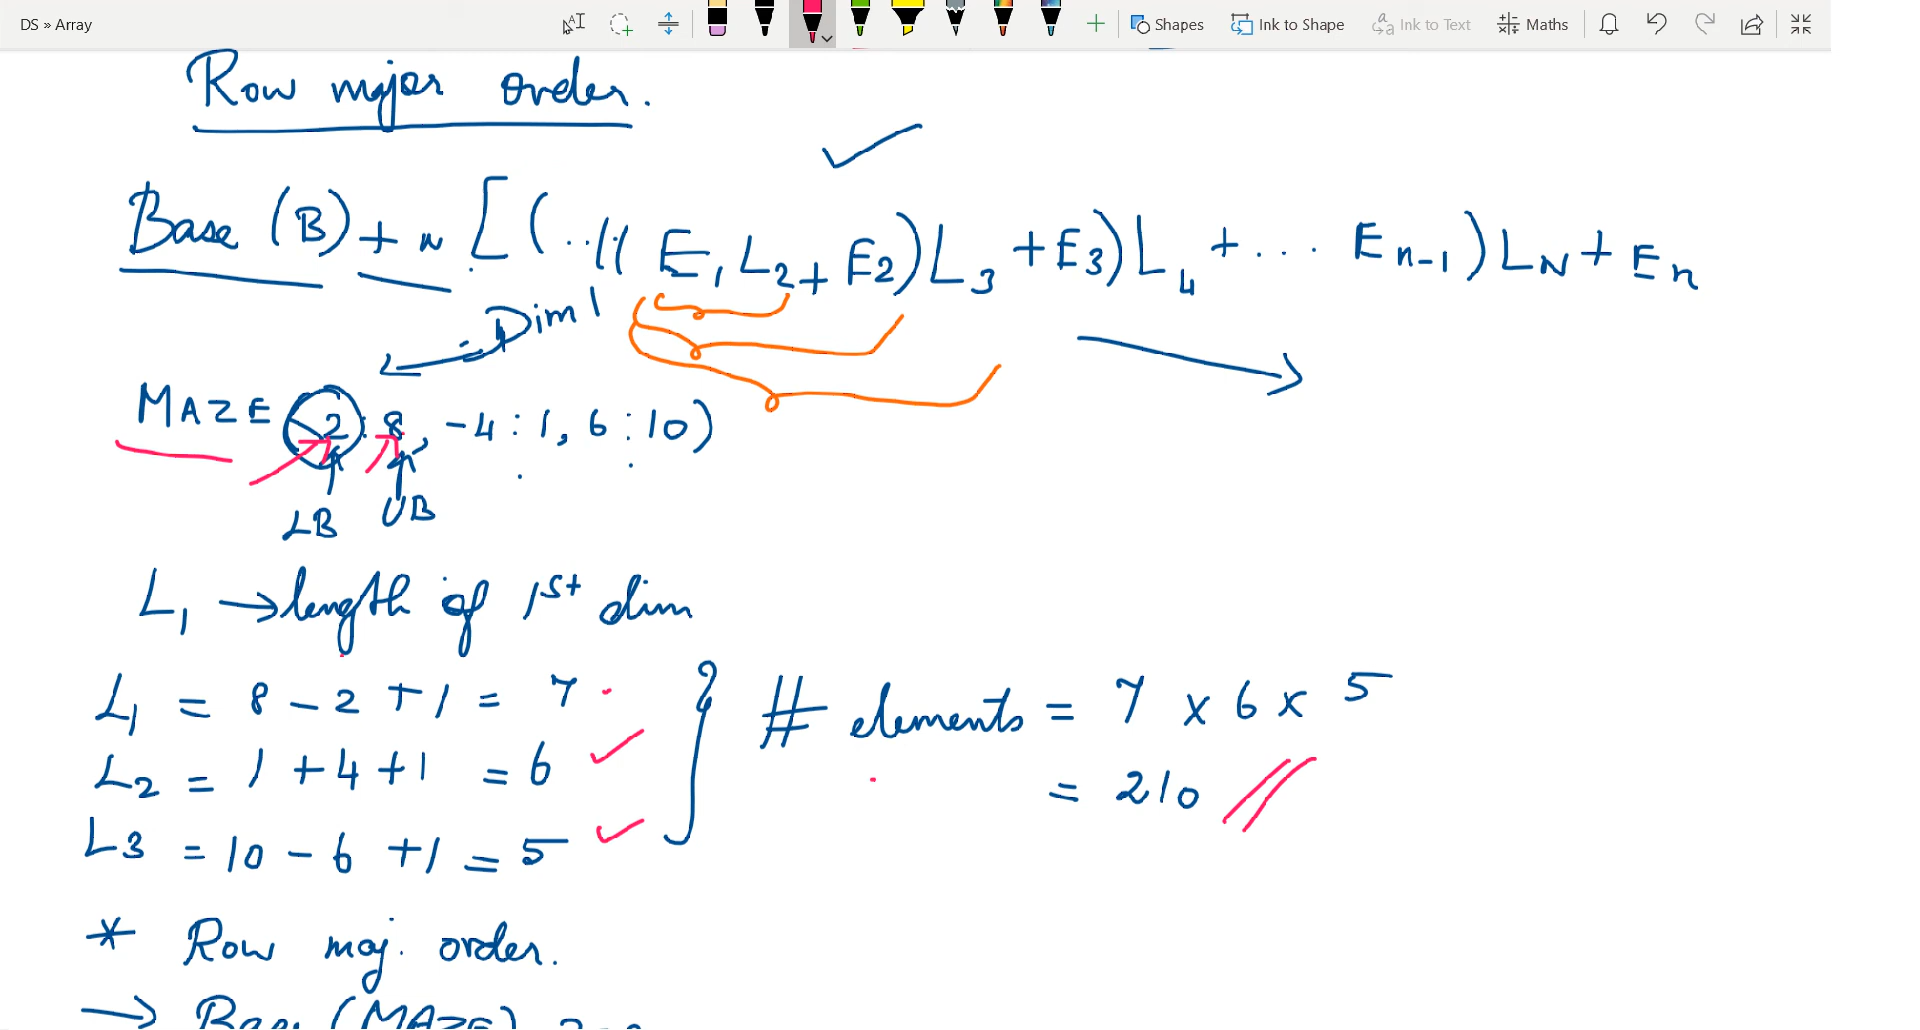 DS » Array
Shapes Ink to Shape Ink to Text Maths
Row major order.
Base (B) + w [(..(( E1 L2 + E2) L3 + E3) L4 + ... En-1) LN + En
Dim 1
MAZE (2 : 8, -4 : 1, 6 : 10)
LB UB
L1 → length of 1st dim
L1 = 8 - 2 + 1 = 7
L2 = 1 + 4 + 1 = 6
L3 = 10 - 6 + 1 = 5
# elements = 7 x 6 x 5
= 210
* Row maj. order.
→ Base (MAZE)